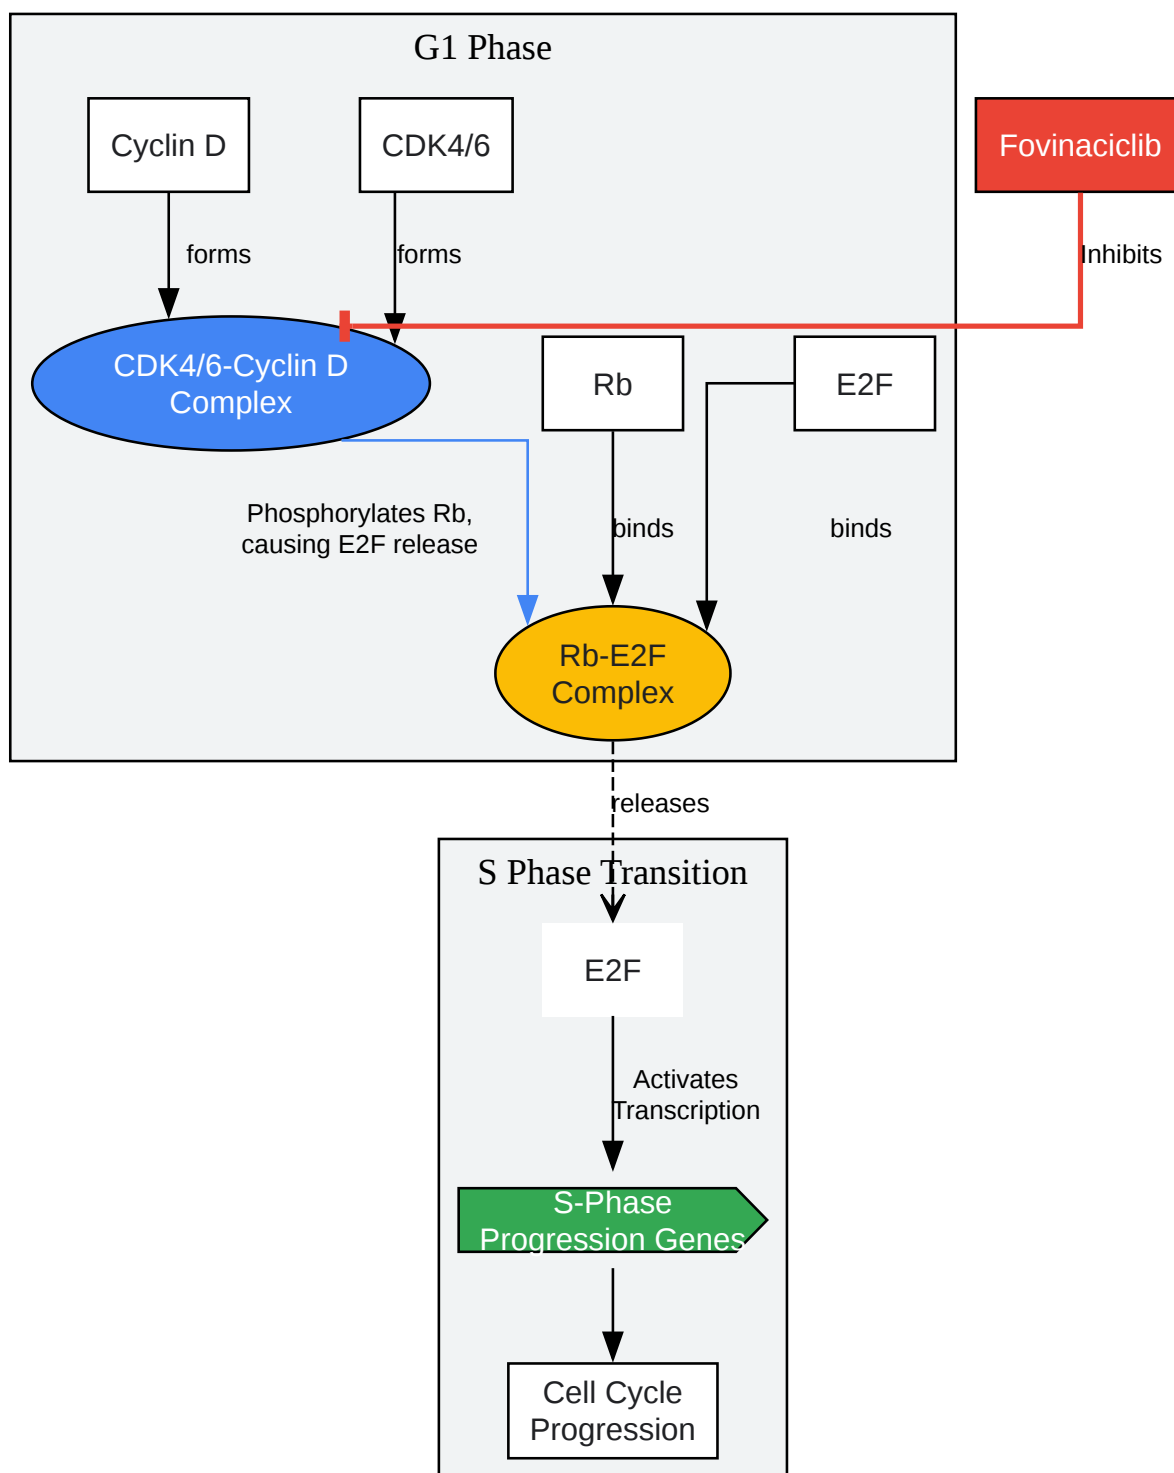 G1 Phase
Cyclin D
CDK4/6
Fovinaciclib
forms
forms
Inhibits
CDK4/6-Cyclin D
Complex
Rb
E2F
Phosphorylates Rb,
causing E2F release
binds
binds
Rb-E2F
Complex
releases
S Phase Transition
E2F
Activates
Transcription
S-Phase
Progression Genes
Cell Cycle
Progression